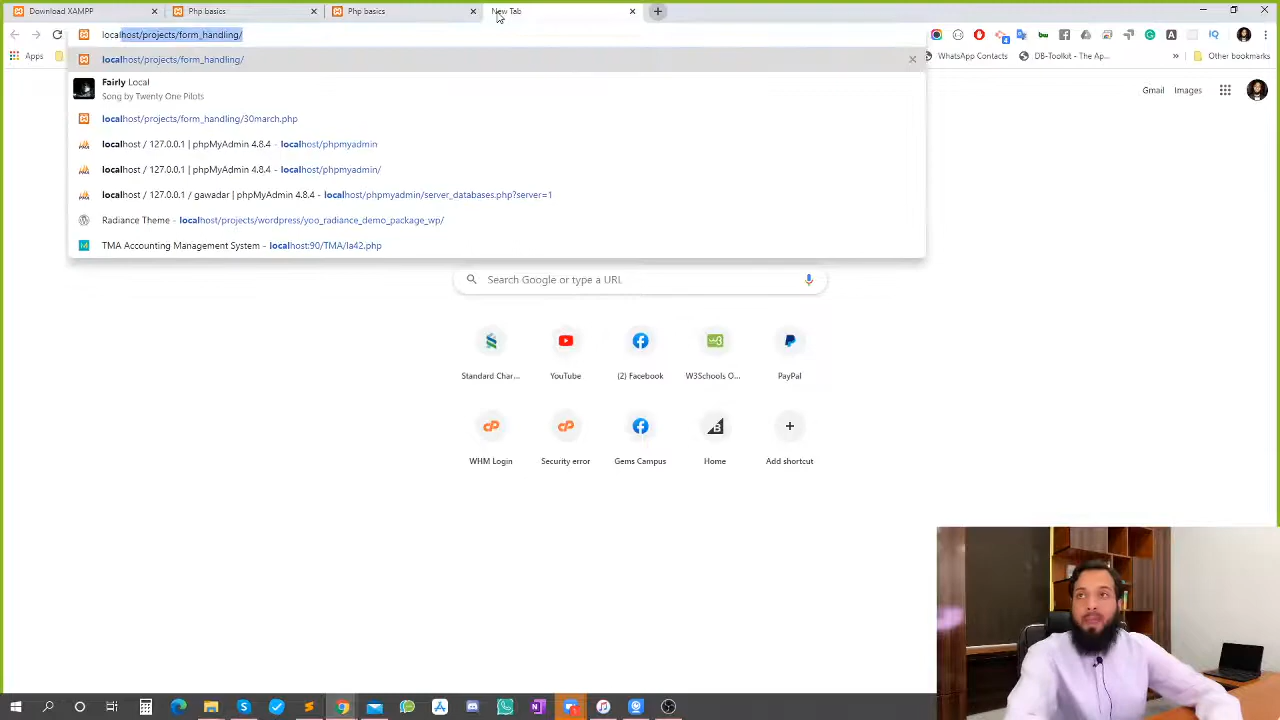 Download XAMPP
Php basics
Php basics
New Tab
localhost/projects/form_handling/
Apps
WhatsApp Contacts
DB-Toolkit - The Ap...
»
Other bookmarks
localhost/projects/form_handling/
Fairly Local
Song by Twenty One Pilots
localhost/projects/form_handling/30march.php
localhost / 127.0.0.1 | phpMyAdmin 4.8.4 - localhost/phpmyadmin
localhost / 127.0.0.1 | phpMyAdmin 4.8.4 - localhost/phpmyadmin/
localhost / 127.0.0.1 / gawadar | phpMyAdmin 4.8.4 - localhost/phpmyadmin/server_databases.php?server=1
Radiance Theme - localhost/projects/wordpress/yoo_radiance_demo_package_wp/
TMA Accounting Management System - localhost:90/TMA/la42.php
Gmail Images
Search Google or type a URL
Standard Char... YouTube (2) Facebook W3Schools O... PayPal
WHM Login Security error Gems Campus Home Add shortcut